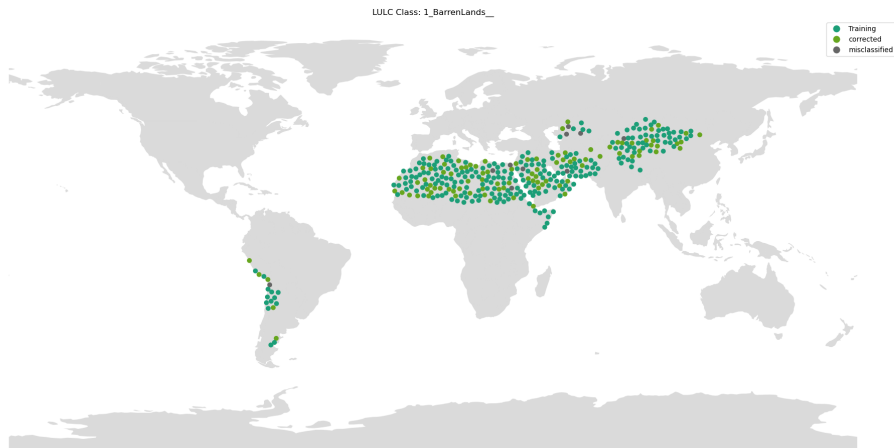 LULC Class: 1_BarrenLands__
Training
corrected
misclassified